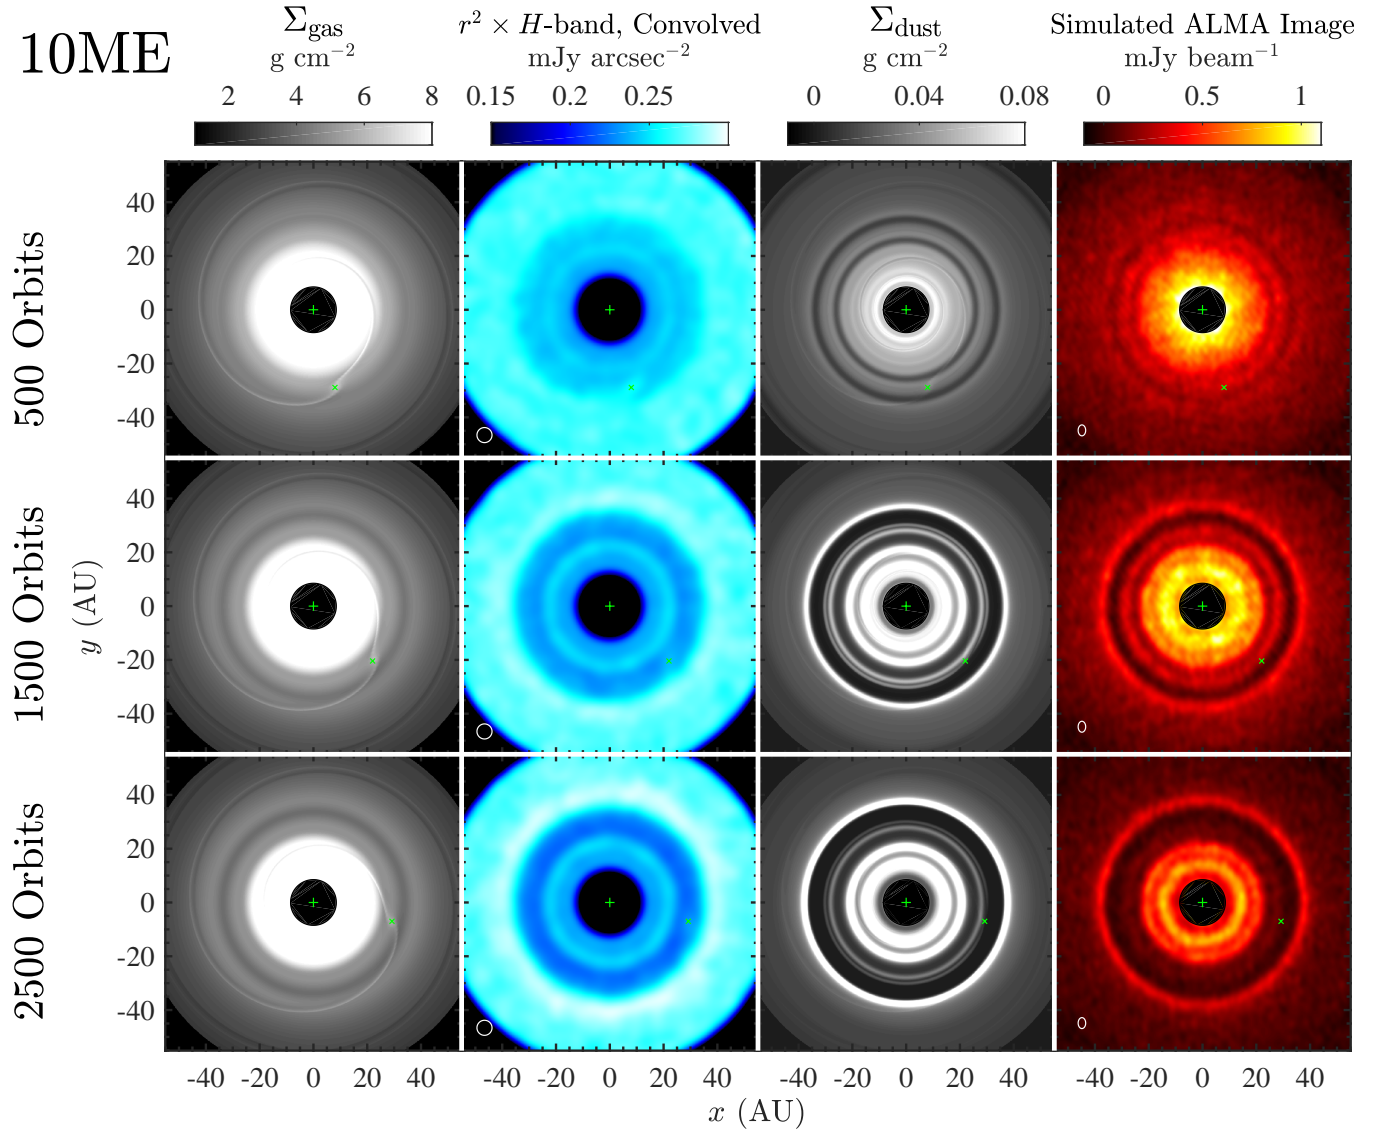 10ME
Σgas
g cm⁻²
2 4 6 8
r² × H-band, Convolved
mJy arcsec⁻²
0.15 0.2 0.25
Σdust
g cm⁻²
0 0.04 0.08
Simulated ALMA Image
mJy beam⁻¹
0 0.5 1
500 Orbits
40
20
0
-20
-40
1500 Orbits
y (AU)
40
20
0
-20
-40
2500 Orbits
40
20
0
-20
-40
-40 -20 0 20 40 -40 -20 0 20 40 -40 -20 0 20 40 -40 -20 0 20 40
x (AU)